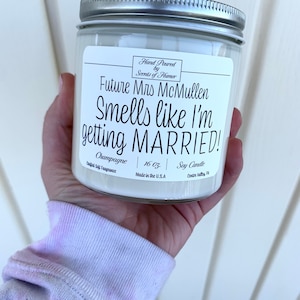 Hand Poured
by
Scents of Honor
Future Mrs McMullen
Smells like I'm
getting MARRIED!
Champagne
16 oz
Soy Candle
Made in the U.S.A